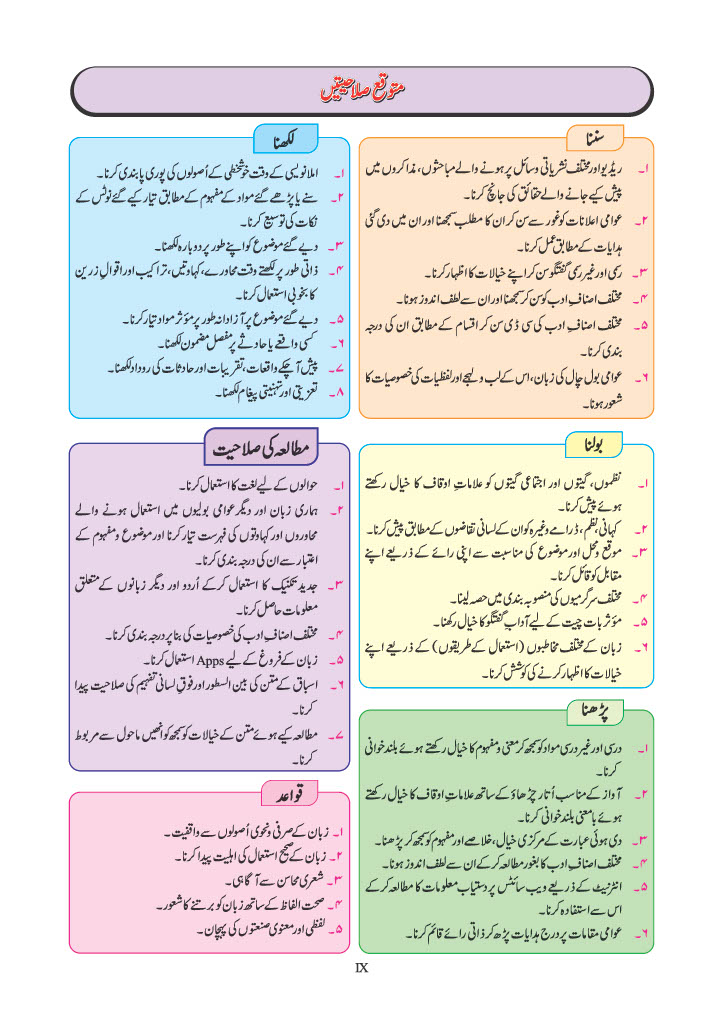 متوقع صلاحیتیں
سننا
۱۔ ریڈیو اور مختلف نشریاتی وسائل پر ہونے والے مباحثوں، مذاکروں میں
پیش کیے جانے والے حقائق کی جانچ کرنا۔
۲۔ عوامی اعلانات کو غور سے سن کر ان کا مطلب سمجھنا اور ان میں دی گئی
ہدایات کے مطابق عمل کرنا۔
۳۔ رسمی اور غیر رسمی گفتگو سن کر اپنے خیالات کا اظہار کرنا۔
۴۔ مختلف اصنافِ ادب کو سن کر سمجھنا اور ان سے لطف اندوز ہونا۔
۵۔ مختلف اصنافِ ادب کی سی ڈی سن کر اقسام کے مطابق ان کی درجہ
بندی کرنا۔
۶۔ عوامی بول چال کی زبان، اس کے لب و لہجے اور لفظیات کی خصوصیات کا
شعور ہونا۔
بولنا
۱۔ نظموں، گیتوں اور اجتماعی گیتوں کو علاماتِ اوقاف کا خیال رکھتے
ہوئے پیش کرنا۔
۲۔ کہانی، نظم، ڈرامے وغیرہ کو ان کے لسانی تقاضوں کے مطابق پیش کرنا۔
۳۔ موقع و محل اور موضوع کی مناسبت سے اپنی رائے کے ذریعے اپنے
مقابل کو قائل کرنا۔
۴۔ مختلف سرگرمیوں کی منصوبہ بندی میں حصہ لینا۔
۵۔ مؤثر بات چیت کے لیے آدابِ گفتگو کا خیال رکھنا۔
۶۔ زبان کے مختلف مخاطبوں (استعمال کے طریقوں) کے ذریعے اپنے
خیالات کا اظہار کرنے کی کوشش کرنا۔
پڑھنا
۱۔ درسی اور غیر درسی مواد کو سمجھ کر معنی و مفہوم کا خیال رکھتے ہوئے بلند خوانی
کرنا۔
۲۔ آواز کے مناسب اُتار چڑھاؤ کے ساتھ علاماتِ اوقاف کا خیال رکھتے
ہوئے بامعنی بلند خوانی کرنا۔
۳۔ دی ہوئی عبارت کے مرکزی خیال، خلاصے اور مفہوم کو سمجھ کر پڑھنا۔
۴۔ مختلف اصنافِ ادب کا بغور مطالعہ کر کے ان سے لطف اندوز ہونا۔
۵۔ انٹرنیٹ کے ذریعے ویب سائٹس پر دستیاب معلومات کا مطالعہ کر کے
اس سے استفادہ کرنا۔
۶۔ عوامی مقامات پر درج ہدایات پڑھ کر ذاتی رائے قائم کرنا۔
لکھنا
۱۔ املا نویسی کے وقت خوشخطی کے اُصولوں کی پوری پابندی کرنا۔
۲۔ سنے یا پڑھے گئے مواد کے مفہوم کے مطابق تیار کیے گئے نوٹس کے
نکات کی توسیع کرنا۔
۳۔ دیے گئے موضوع کو اپنے طور پر دوبارہ لکھنا۔
۴۔ ذاتی طور پر لکھتے وقت محاورے، کہاوتیں، تراکیب اور اقوالِ زرین
کا بخوبی استعمال کرنا۔
۵۔ دیے گئے موضوع پر آزادانہ طور پر مؤثر مواد تیار کرنا۔
۶۔ کسی واقعے یا حادثے پر مفصل مضمون لکھنا۔
۷۔ پیش آ چکے واقعات، تقریبات اور حادثات کی روداد لکھنا۔
۸۔ تعزیتی اور تہنیتی پیغام لکھنا۔
مطالعہ کی صلاحیت
۱۔ حوالوں کے لیے لغت کا استعمال کرنا۔
۲۔ ہماری زبان اور دیگر عوامی بولیوں میں استعمال ہونے والے
محاوروں اور کہاوتوں کی فہرست تیار کرنا اور موضوع و مفہوم کے
اعتبار سے ان کی درجہ بندی کرنا۔
۳۔ جدید تکنیک کا استعمال کر کے اُردو اور دیگر زبانوں کے متعلق
معلومات حاصل کرنا۔
۴۔ مختلف اصنافِ ادب کی خصوصیات کی بنا پر درجہ بندی کرنا۔
۵۔ زبان کے فروغ کے لیے Apps استعمال کرنا۔
۶۔ اسباق کے متن کی بین السطور اور فوقِ لسانی تفہیم کی صلاحیت پیدا
کرنا۔
۷۔ مطالعہ کیے ہوئے متن کے خیالات کو سمجھ کو انھیں ماحول سے مربوط
کرنا۔
قواعد
۱۔ زبان کے صرفی و نحوی اُصولوں سے واقفیت۔
۲۔ زبان کے صحیح استعمال کی اہلیت پیدا کرنا۔
۳۔ شعری محاسن سے آگاہی۔
۴۔ صحتِ الفاظ کے ساتھ زبان کو برتنے کا شعور۔
۵۔ لفظی اور معنوی صنعتوں کی پہچان۔
IX